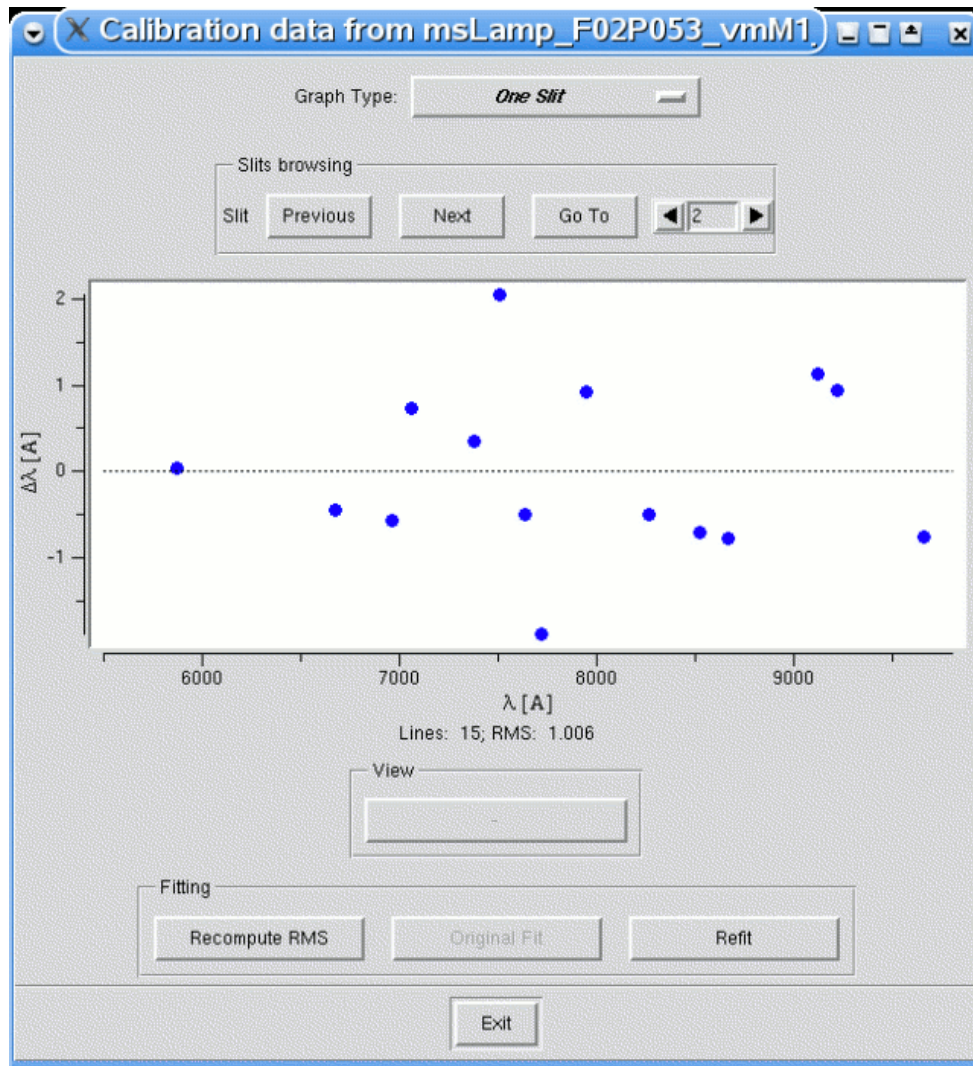 Calibration data from msLamp_F02P053_vmM1_
Graph Type: One Slit
Slits browsing
Slit Previous Next Go To 2
2
1
0
-1
Δλ [A]
6000 7000 8000 9000
λ [A]
Lines: 15; RMS: 1.006
View
-
Fitting
Recompute RMS Original Fit Refit
Exit